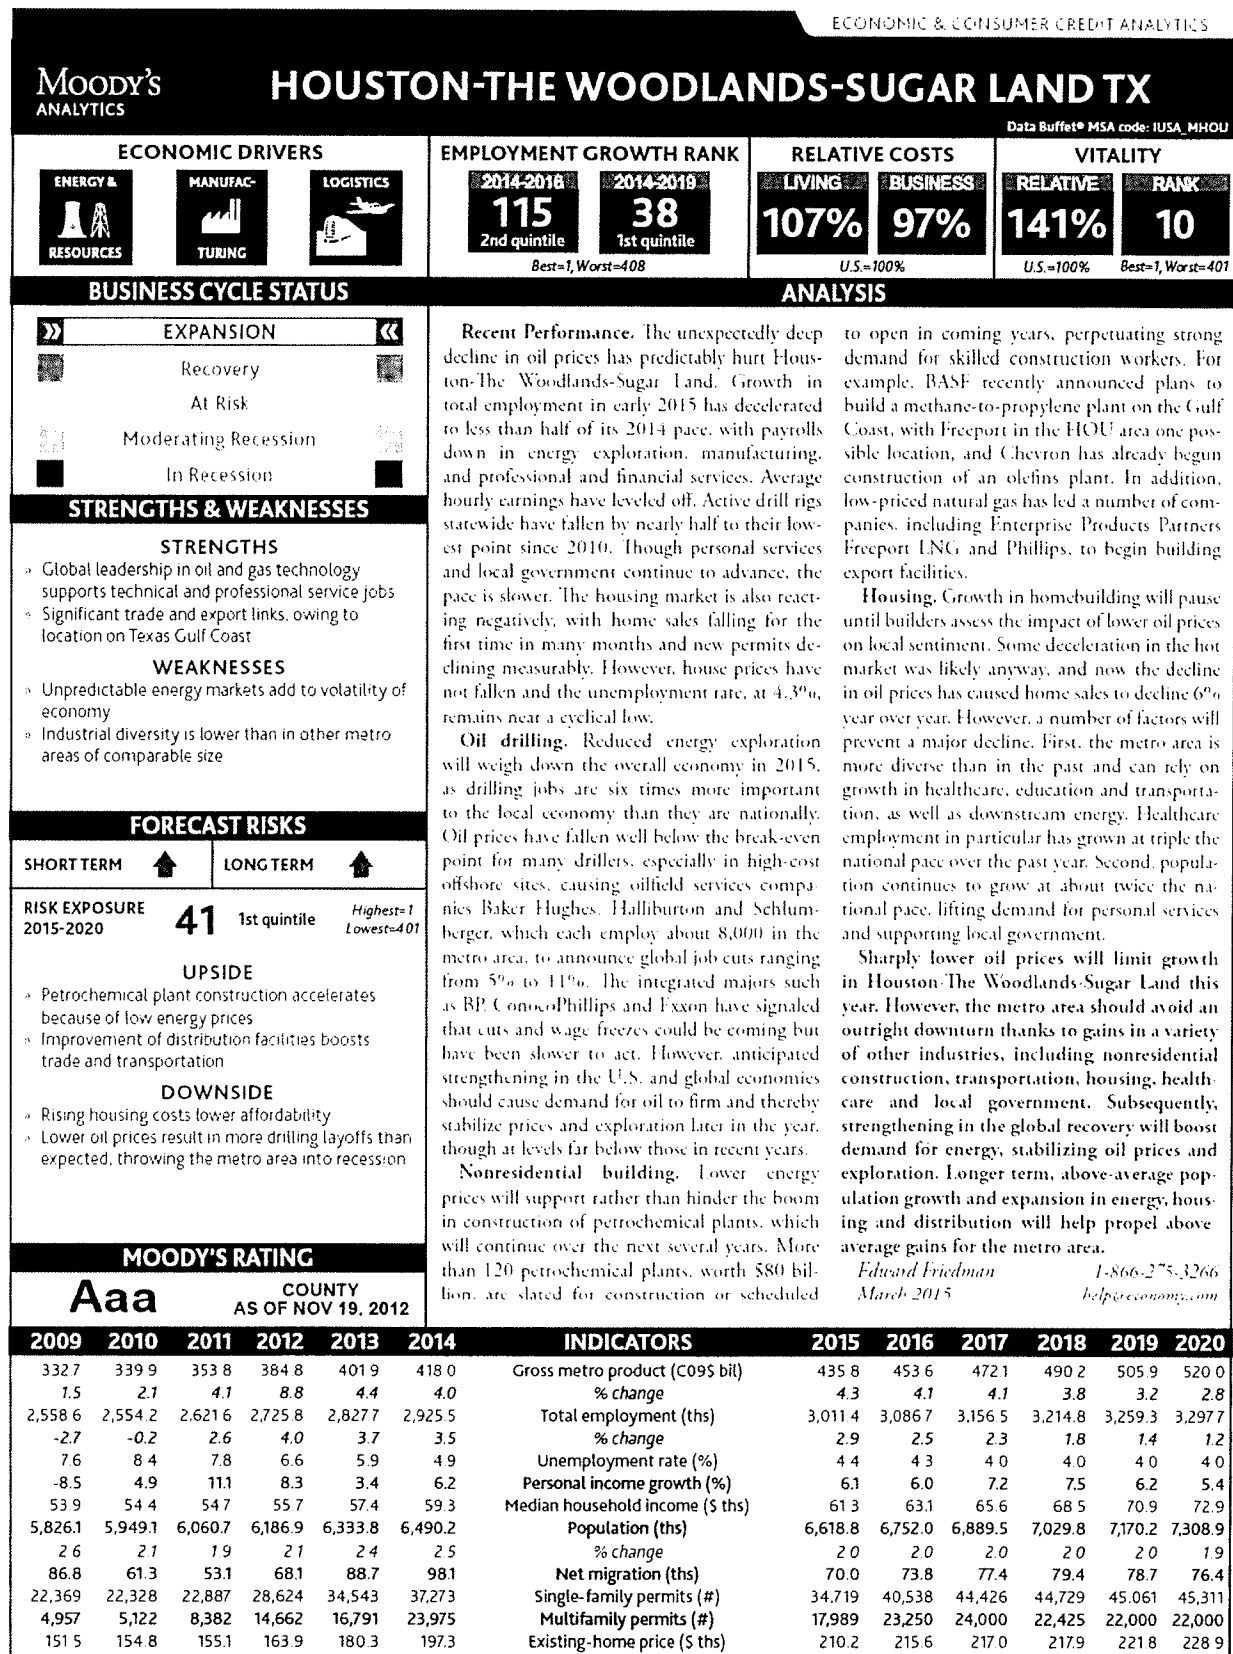 ECONOMIC & CONSUMER CREDIT ANALYTICS
MOODY'S
ANALYTICS
HOUSTON-THE WOODLANDS-SUGAR LAND TX
Data Buffet® MSA code: IUSA_MHOU
ECONOMIC DRIVERS
ENERGY &
RESOURCES
MANUFAC-
TURING
LOGISTICS
EMPLOYMENT GROWTH RANK
2014-2016
115
2nd quintile
2014-2019
38
1st quintile
Best=1, Worst=408
RELATIVE COSTS
LIVING
107%
BUSINESS
97%
U.S.=100%
VITALITY
RELATIVE
141%
RANK
10
U.S.=100% Best=1, Worst=401
BUSINESS CYCLE STATUS
EXPANSION
Recovery
At Risk
Moderating Recession
In Recession
STRENGTHS & WEAKNESSES
STRENGTHS
» Global leadership in oil and gas technology
supports technical and professional service jobs
» Significant trade and export links, owing to
location on Texas Gulf Coast
WEAKNESSES
» Unpredictable energy markets add to volatility of
economy
» Industrial diversity is lower than in other metro
areas of comparable size
FORECAST RISKS
SHORT TERM
LONG TERM
RISK EXPOSURE
2015-2020
41
1st quintile
Highest=1
Lowest=401
UPSIDE
» Petrochemical plant construction accelerates
because of low energy prices
» Improvement of distribution facilities boosts
trade and transportation
DOWNSIDE
» Rising housing costs lower affordability
» Lower oil prices result in more drilling layoffs than
expected, throwing the metro area into recession
MOODY'S RATING
Aaa
COUNTY
AS OF NOV 19, 2012
ANALYSIS
Recent Performance. The unexpectedly deep
decline in oil prices has predictably hurt Hous-
ton-The Woodlands-Sugar Land. Growth in
total employment in early 2015 has decelerated
to less than half of its 2014 pace, with payrolls
down in energy exploration, manufacturing,
and professional and financial services. Average
hourly earnings have leveled off. Active drill rigs
statewide have fallen by nearly half to their low-
est point since 2010. Though personal services
and local government continue to advance, the
pace is slower. The housing market is also react-
ing negatively, with home sales falling for the
first time in many months and new permits de-
clining measurably. However, house prices have
not fallen and the unemployment rate, at 4.3%,
remains near a cyclical low.
Oil drilling. Reduced energy exploration
will weigh down the overall economy in 2015,
as drilling jobs are six times more important
to the local economy than they are nationally.
Oil prices have fallen well below the break-even
point for many drillers, especially in high-cost
offshore sites, causing oilfield services compa-
nies Baker Hughes, Halliburton and Schlum-
berger, which each employ about 8,000 in the
metro area, to announce global job cuts ranging
from 5% to 11%. The integrated majors such
as BP, ConocoPhillips and Exxon have signaled
that cuts and wage freezes could be coming but
have been slower to act. However, anticipated
strengthening in the U.S. and global economies
should cause demand for oil to firm and thereby
stabilize prices and exploration later in the year,
though at levels far below those in recent years.
Nonresidential building. Lower energy
prices will support rather than hinder the boom
in construction of petrochemical plants, which
will continue over the next several years. More
than 120 petrochemical plants, worth $80 bil-
lion, are slated for construction or scheduled
to open in coming years, perpetuating strong
demand for skilled construction workers. For
example, BASF recently announced plans to
build a methane-to-propylene plant on the Gulf
Coast, with Freeport in the HOU area one pos-
sible location, and Chevron has already begun
construction of an olefins plant. In addition,
low-priced natural gas has led a number of com-
panies, including Enterprise Products Partners
Freeport LNG and Phillips, to begin building
export facilities.
Housing. Growth in homebuilding will pause
until builders assess the impact of lower oil prices
on local sentiment. Some deceleration in the hot
market was likely anyway, and now the decline
in oil prices has caused home sales to decline 6%
year over year. However, a number of factors will
prevent a major decline. First, the metro area is
more diverse than in the past and can rely on
growth in healthcare, education and transporta-
tion, as well as downstream energy. Healthcare
employment in particular has grown at triple the
national pace over the past year. Second, popula-
tion continues to grow at about twice the na-
tional pace, lifting demand for personal services
and supporting local government.
Sharply lower oil prices will limit growth
in Houston-The Woodlands-Sugar Land this
year. However, the metro area should avoid an
outright downturn thanks to gains in a variety
of other industries, including nonresidential
construction, transportation, housing, health-
care and local government. Subsequently,
strengthening in the global recovery will boost
demand for energy, stabilizing oil prices and
exploration. Longer term, above-average pop-
ulation growth and expansion in energy, hous-
ing and distribution will help propel above
average gains for the metro area.
Edward Friedman 1-866-275-3266
March 2015 help@economy.com
2009 2010 2011 2012 2013 2014 INDICATORS 2015 2016 2017 2018 2019 2020
332.7 339.9 353.8 384.8 401.9 418.0 Gross metro product (C09$ bil) 435.8 453.6 472.1 490.2 505.9 520.0
1.5 2.1 4.1 8.8 4.4 4.0 % change 4.3 4.1 4.1 3.8 3.2 2.8
2,558.6 2,554.2 2,621.6 2,725.8 2,827.7 2,925.5 Total employment (ths) 3,011.4 3,086.7 3,156.5 3,214.8 3,259.3 3,297.7
-2.7 -0.2 2.6 4.0 3.7 3.5 % change 2.9 2.5 2.3 1.8 1.4 1.2
7.6 8.4 7.8 6.6 5.9 4.9 Unemployment rate (%) 4.4 4.3 4.0 4.0 4.0 4.0
-8.5 4.9 11.1 8.3 3.4 6.2 Personal income growth (%) 6.1 6.0 7.2 7.5 6.2 5.4
53.9 54.4 54.7 55.7 57.4 59.3 Median household income ($ ths) 61.3 63.1 65.6 68.5 70.9 72.9
5,826.1 5,949.1 6,060.7 6,186.9 6,333.8 6,490.2 Population (ths) 6,618.8 6,752.0 6,889.5 7,029.8 7,170.2 7,308.9
2.6 2.1 1.9 2.1 2.4 2.5 % change 2.0 2.0 2.0 2.0 2.0 1.9
86.8 61.3 53.1 68.1 88.7 98.1 Net migration (ths) 70.0 73.8 77.4 79.4 78.7 76.4
22,369 22,328 22,887 28,624 34,543 37,273 Single-family permits (#) 34,719 40,538 44,426 44,729 45,061 45,311
4,957 5,122 8,382 14,662 16,791 23,975 Multifamily permits (#) 17,989 23,250 24,000 22,425 22,000 22,000
151.5 154.8 155.1 163.9 180.3 197.3 Existing-home price ($ ths) 210.2 215.6 217.0 217.9 221.8 228.9